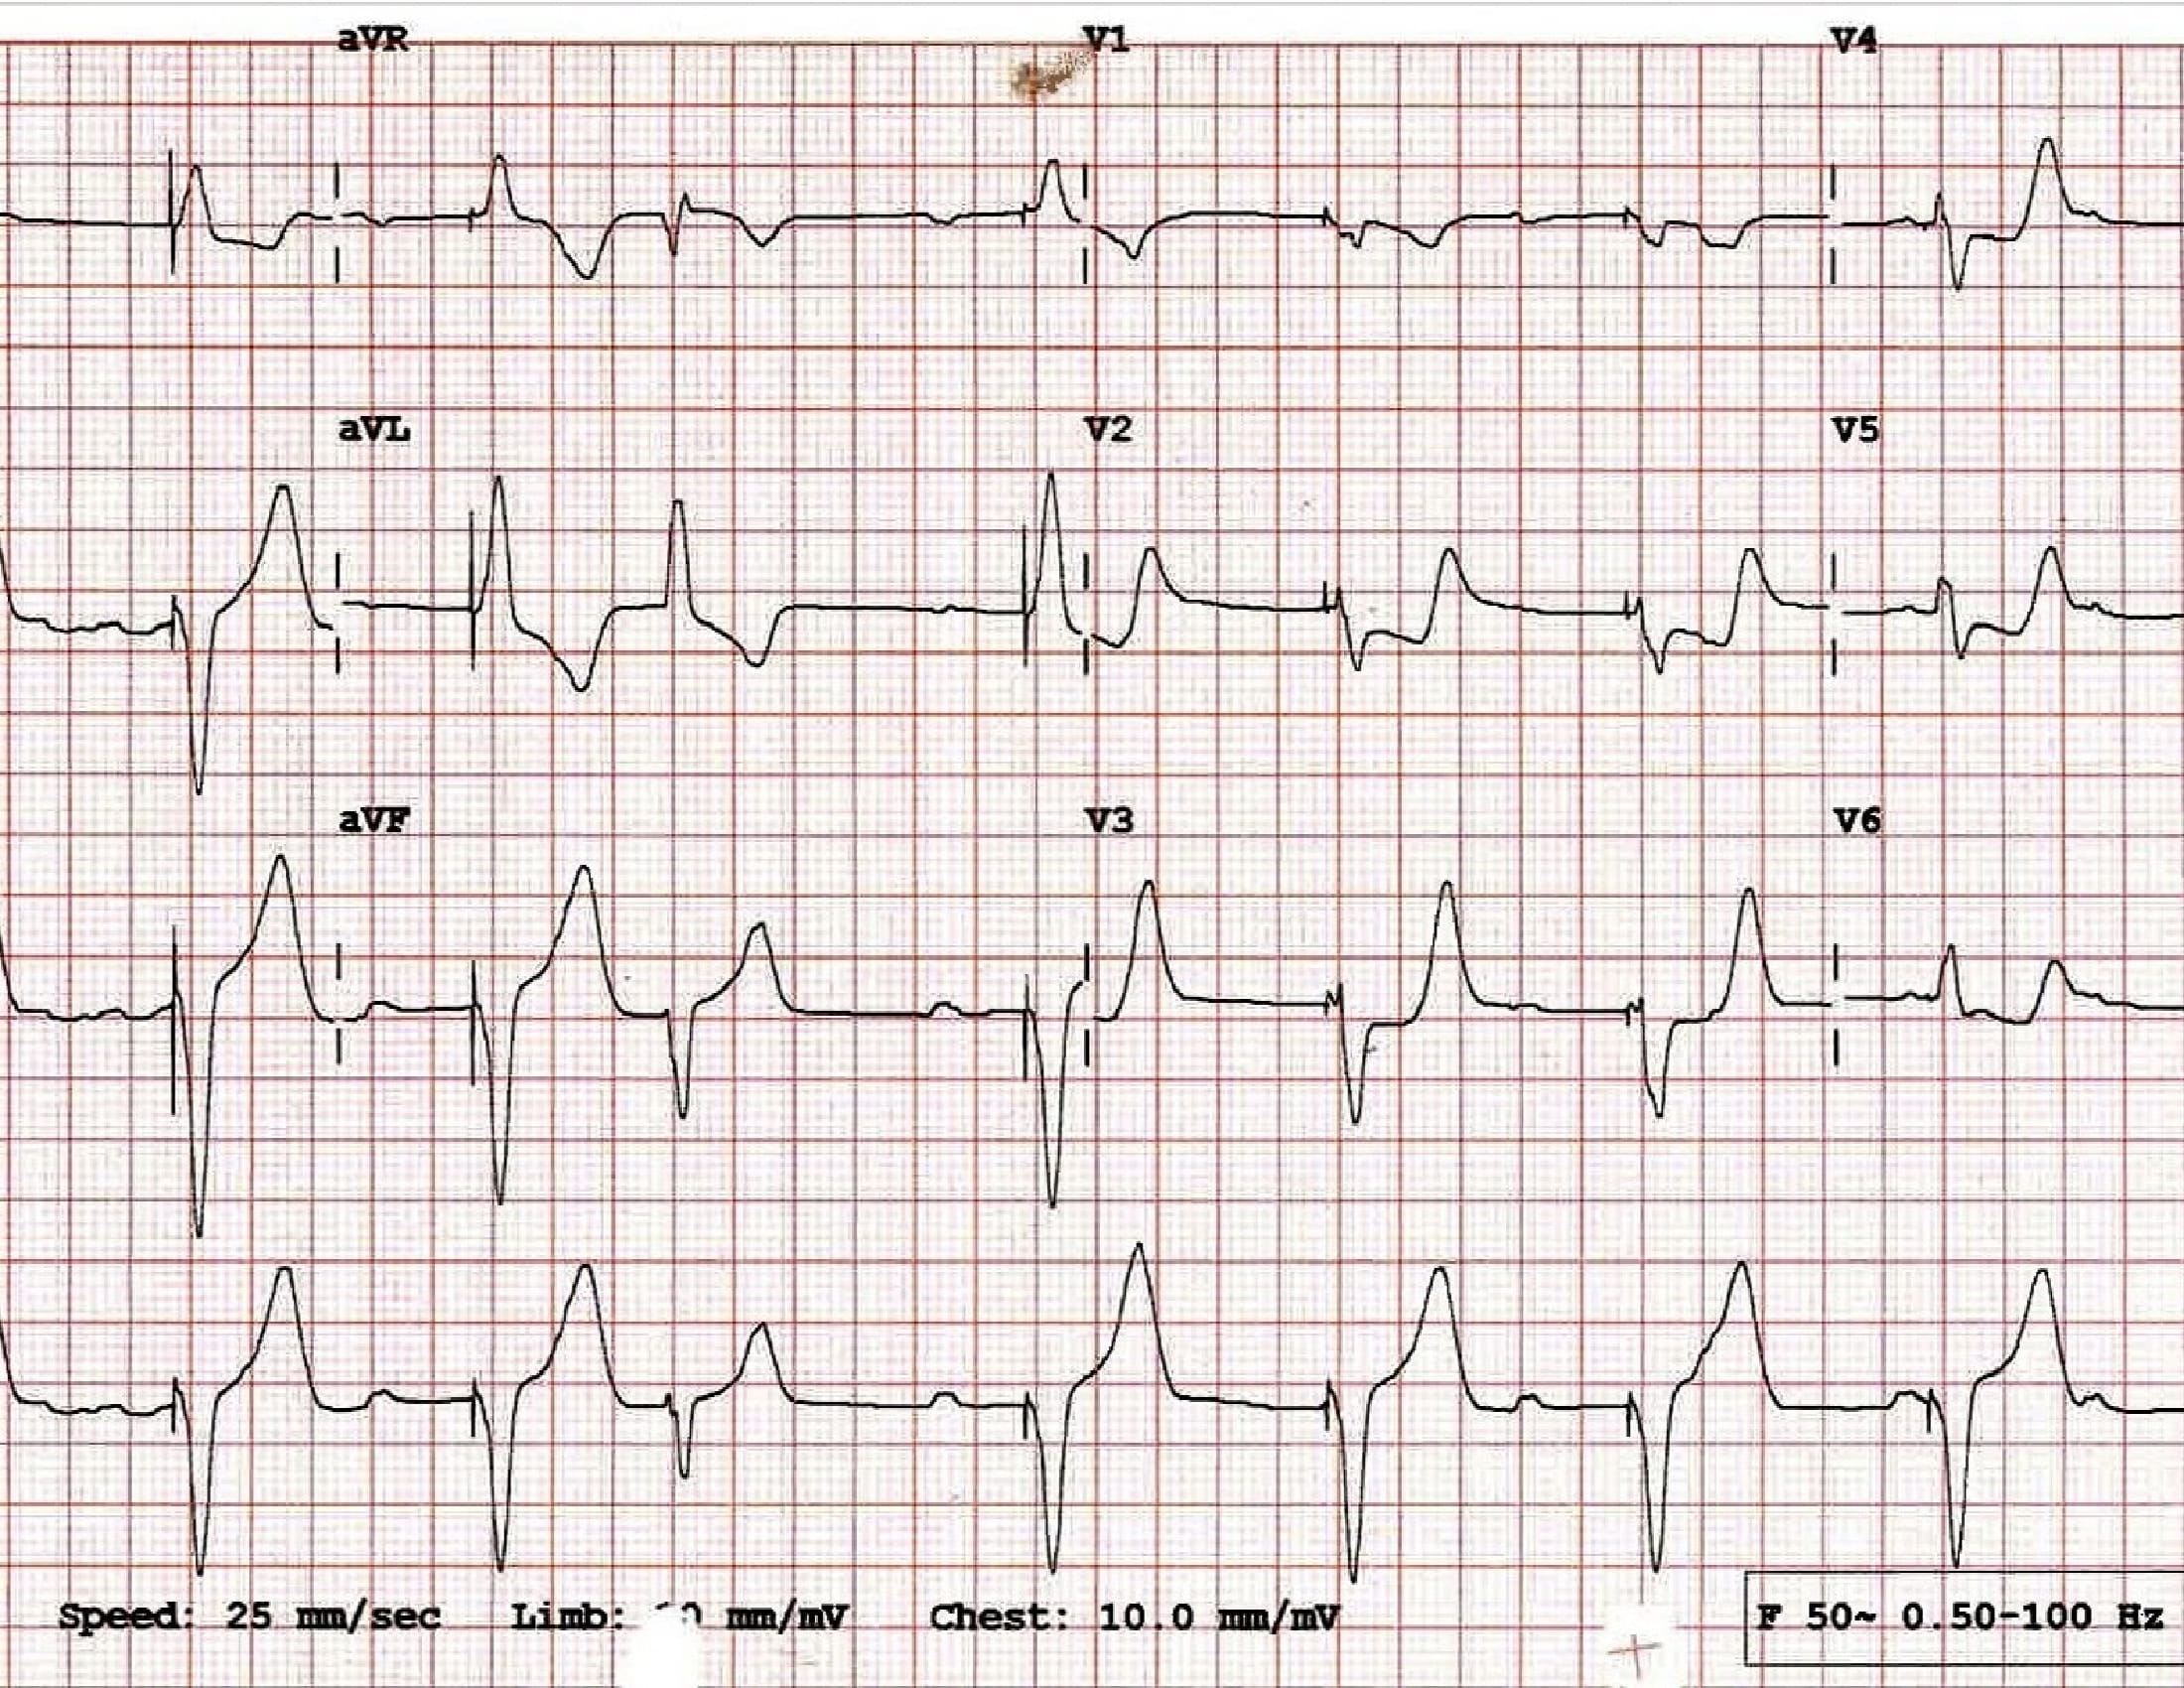 aVR V1 V4
aVL V2 V5
aVF V3 V6
Speed: 25 mm/sec Limb: mm/mV Chest: 10.0 mm/mV F 50~ 0.50-100 Hz